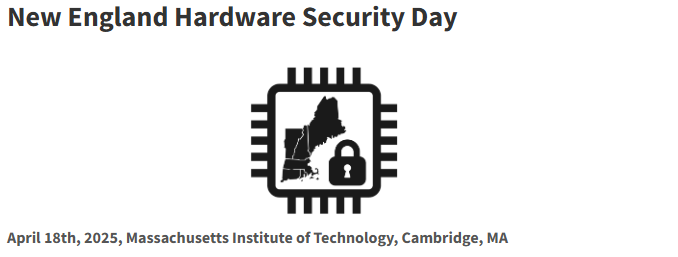 New England Hardware Security Day
April 18th, 2025, Massachusetts Institute of Technology, Cambridge, MA